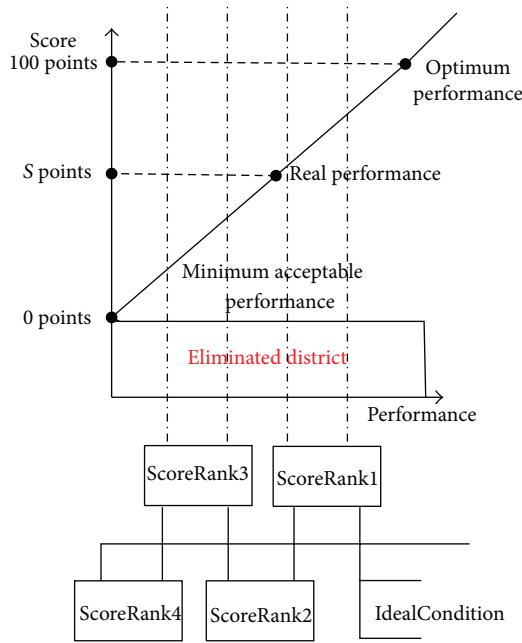 Score
100 points
Optimum
performance
S points
Real performance
Minimum acceptable
performance
0 points
Eliminated district
Performance
ScoreRank3
ScoreRank1
ScoreRank4
ScoreRank2
IdealCondition